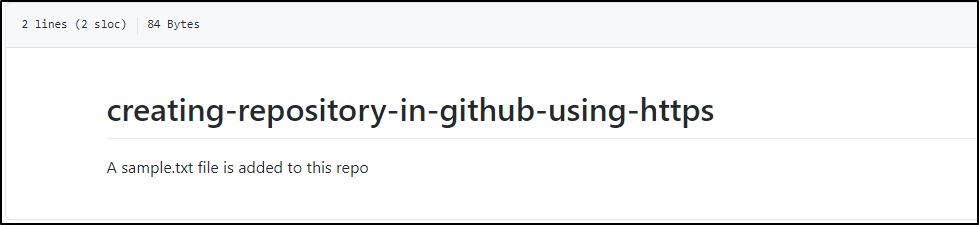 2 lines (2 sloc) 84 Bytes
creating-repository-in-github-using-https
A sample.txt file is added to this repo